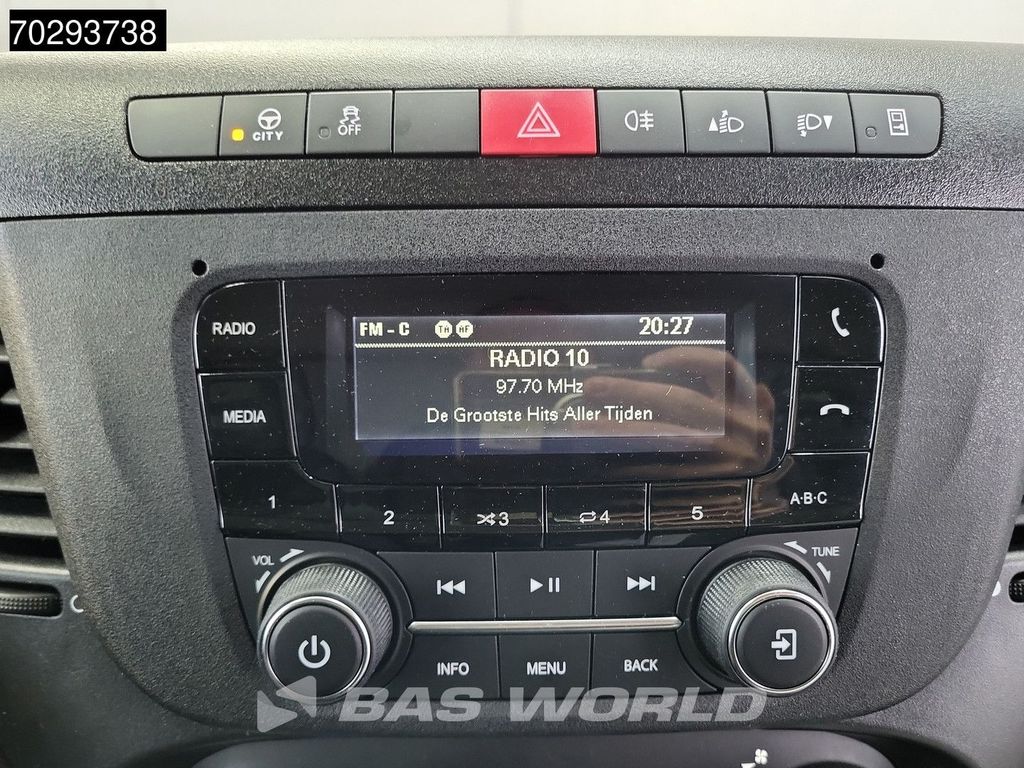 70293738
CITY
OFF
RADIO
FM - C TA AF 20:27
RADIO 10
97.70 MHz
De Grootste Hits Aller Tijden
MEDIA
1 2 3 4 5 A·B·C
VOL
TUNE
INFO MENU BACK
BAS WORLD